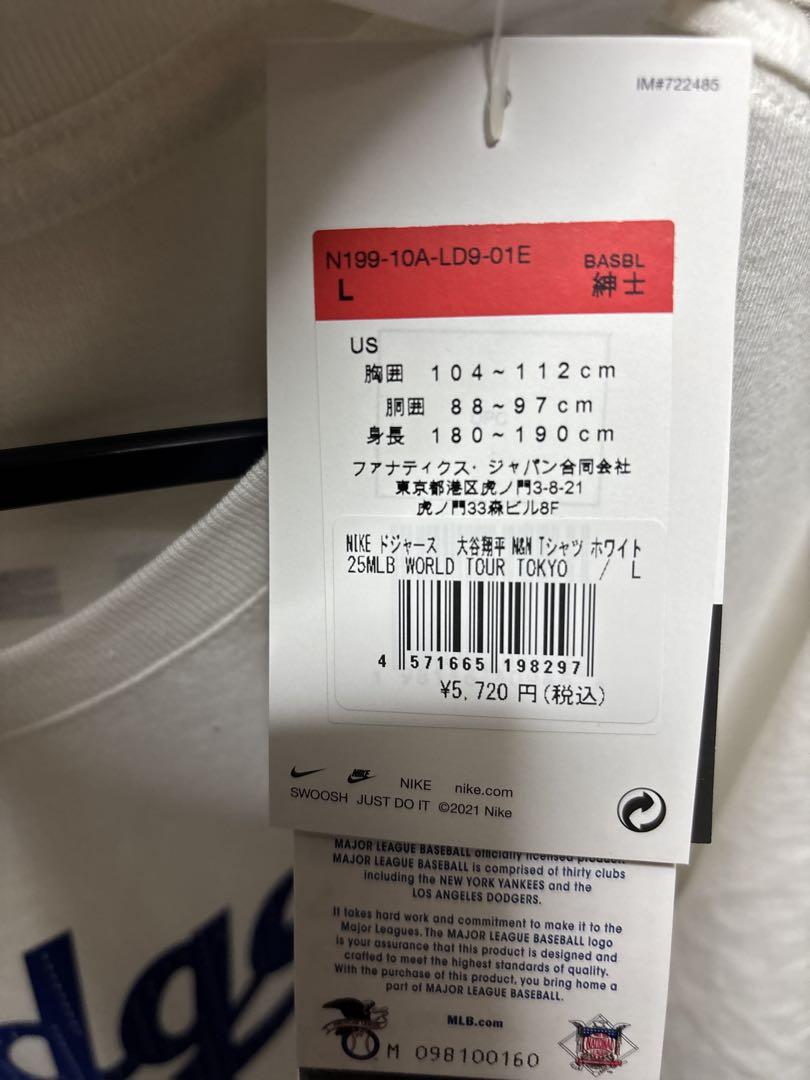 IM#722485
N199-10A-LD9-01E
BASBL
L
紳士
US
胸囲 104~112cm
胴囲 88~97cm
身長 180~190cm
ファナティクス・ジャパン合同会社
東京都港区虎ノ門3-8-21
虎ノ門33森ビル8F
NIKE ドジャース 大谷翔平 N&N Tシャツ ホワイト
25MLB WORLD TOUR TOKYO / L
4 571665 198297
¥5,720円(税込)
NIKE NIKE nike.com
SWOOSH JUST DO IT ©2021 Nike
MAJOR LEAGUE BASEBALL officially licensed product.
MAJOR LEAGUE BASEBALL is comprised of thirty clubs
including the NEW YORK YANKEES and the
LOS ANGELES DODGERS.
It takes hard work and commitment to make it to the
Major Leagues. The MAJOR LEAGUE BASEBALL logo
is your assurance that this product is designed and
crafted to meet the highest standards of quality.
With the purchase of this product, you bring home a
part of MAJOR LEAGUE BASEBALL.
MLB.com
M 098100160
NATIONAL
dge